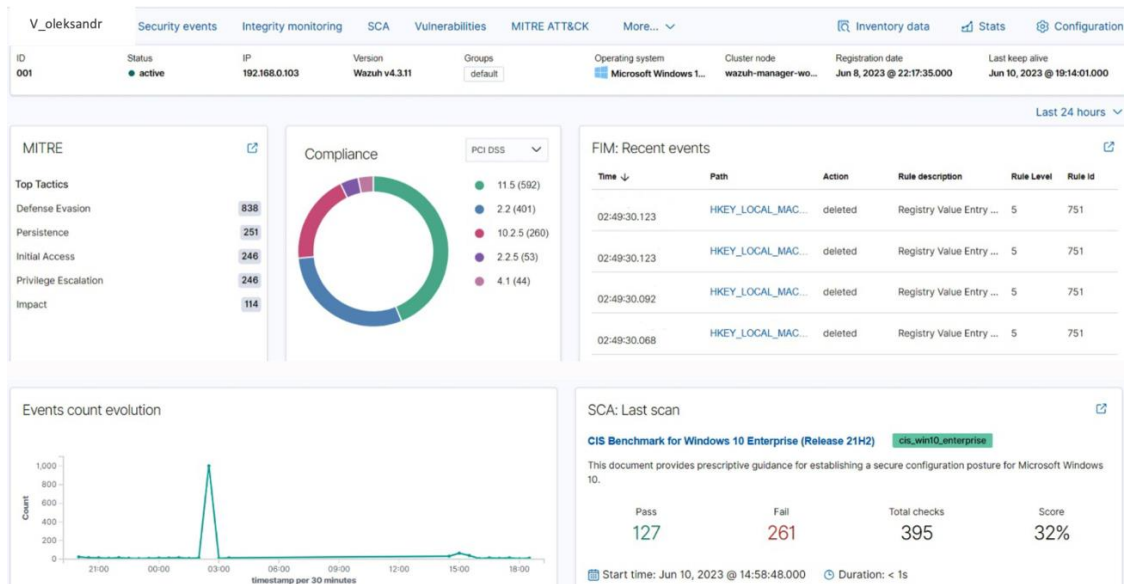 V_oleksandr Security events Integrity monitoring SCA Vulnerabilities MITRE ATT&CK More... Inventory data Stats Configuration
ID Status IP Version Groups Operating system Cluster node Registration date Last keep alive
001 active 192.168.0.103 Wazuh v4.3.11 default Microsoft Windows 1... wazuh-manager-wo... Jun 8, 2023 @ 22:17:35.000 Jun 10, 2023 @ 19:14:01.000
Last 24 hours
MITRE
Top Tactics
Defense Evasion 838
Persistence 251
Initial Access 246
Privilege Escalation 246
Impact 114
Compliance PCI DSS
11.5 (592)
2.2 (401)
10.2.5 (260)
2.2.5 (53)
4.1 (44)
FIM: Recent events
Time Path Action Rule description Rule Level Rule Id
02:49:30.123 HKEY_LOCAL_MAC... deleted Registry Value Entry ... 5 751
02:49:30.123 HKEY_LOCAL_MAC... deleted Registry Value Entry ... 5 751
02:49:30.092 HKEY_LOCAL_MAC... deleted Registry Value Entry ... 5 751
02:49:30.068 HKEY_LOCAL_MAC... deleted Registry Value Entry ... 5 751
Events count evolution
Count
1,000
800
600
400
200
0
21:00 00:00 03:00 06:00 09:00 12:00 15:00 18:00
timestamp per 30 minutes
SCA: Last scan
CIS Benchmark for Windows 10 Enterprise (Release 21H2) cis_win10_enterprise
This document provides prescriptive guidance for establishing a secure configuration posture for Microsoft Windows
10.
Pass Fail Total checks Score
127 261 395 32%
Start time: Jun 10, 2023 @ 14:58:48.000 Duration: < 1s